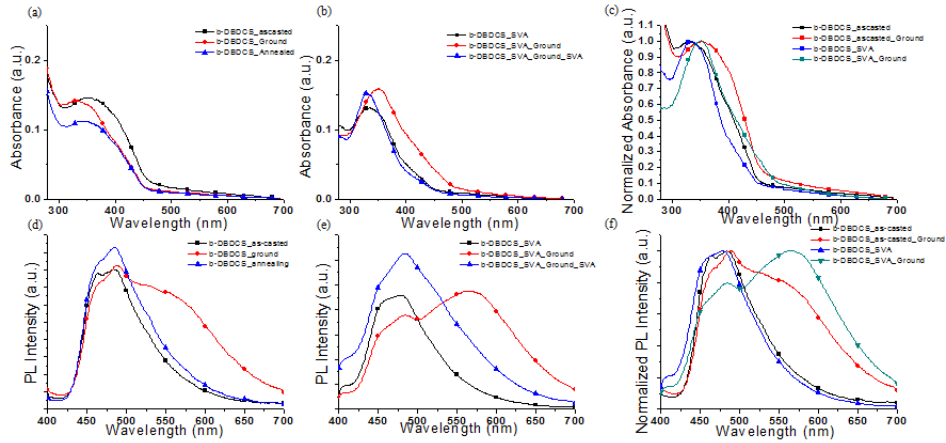 (a)
b-DBDCS_ascasted
b-DBDCS_Ground
b-DBDCS_Annealed
Absorbance (a.u.)
0.2
0.1
0.0
300 400 500 600 700
Wavelength (nm)
(b)
b-DBDCS_SVA
b-DBDCS_SVA_Ground
b-DBDCS_SVA_Ground_SVA
Absorbance (a.u.)
0.2
0.1
0.0
300 400 500 600 700
Wavelength (nm)
(c)
b-DBDCS_ascasted
b-DBDCS_ascasted_Ground
b-DBDCS_SVA
b-DBDCS_SVA_Ground
Normalized Absorbance (a.u.)
1.0
0.9
0.8
0.7
0.6
0.5
0.4
0.3
0.2
0.1
0.0
300 400 500 600 700
Wavelength (nm)
(d)
b-DBDCS_as-casted
b-DBDCS_ground
b-DBDCS_annealing
PL Intensity (a.u.)
400 450 500 550 600 650 700
Wavelength (nm)
(e)
b-DBDCS_SVA
b-DBDCS_SVA_Ground
b-DBDCS_SVA_Ground_SVA
PL Intensity (a.u.)
400 450 500 550 600 650 700
Wavelength (nm)
(f)
b-DBDCS_as-casted
b-DBDCS_as-casted_Ground
b-DBDCS_SVA
b-DBDCS_SVA_Ground
Normalized PL Intensity (a.u.)
400 450 500 550 600 650 700
Wavelength (nm)